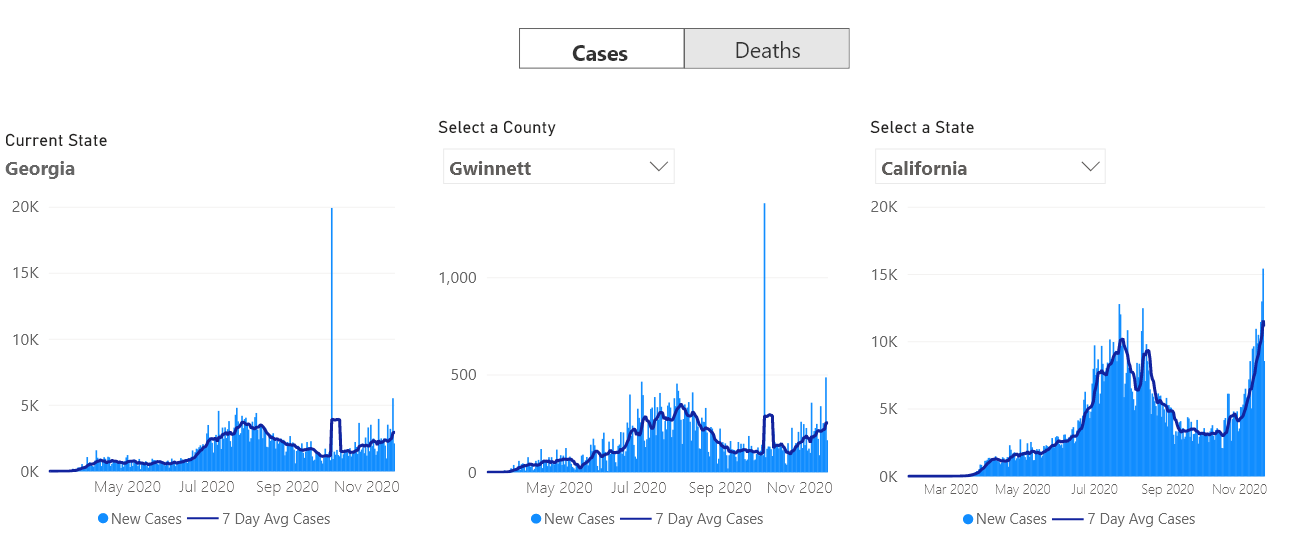 Cases Deaths
Current State
Georgia
20K
15K
10K
5K
0K
May 2020 Jul 2020 Sep 2020 Nov 2020
New Cases 7 Day Avg Cases
Select a County
Gwinnett
1,000
500
0
May 2020 Jul 2020 Sep 2020 Nov 2020
New Cases 7 Day Avg Cases
Select a State
California
20K
15K
10K
5K
0K
Mar 2020 May 2020 Jul 2020 Sep 2020 Nov 2020
New Cases 7 Day Avg Cases